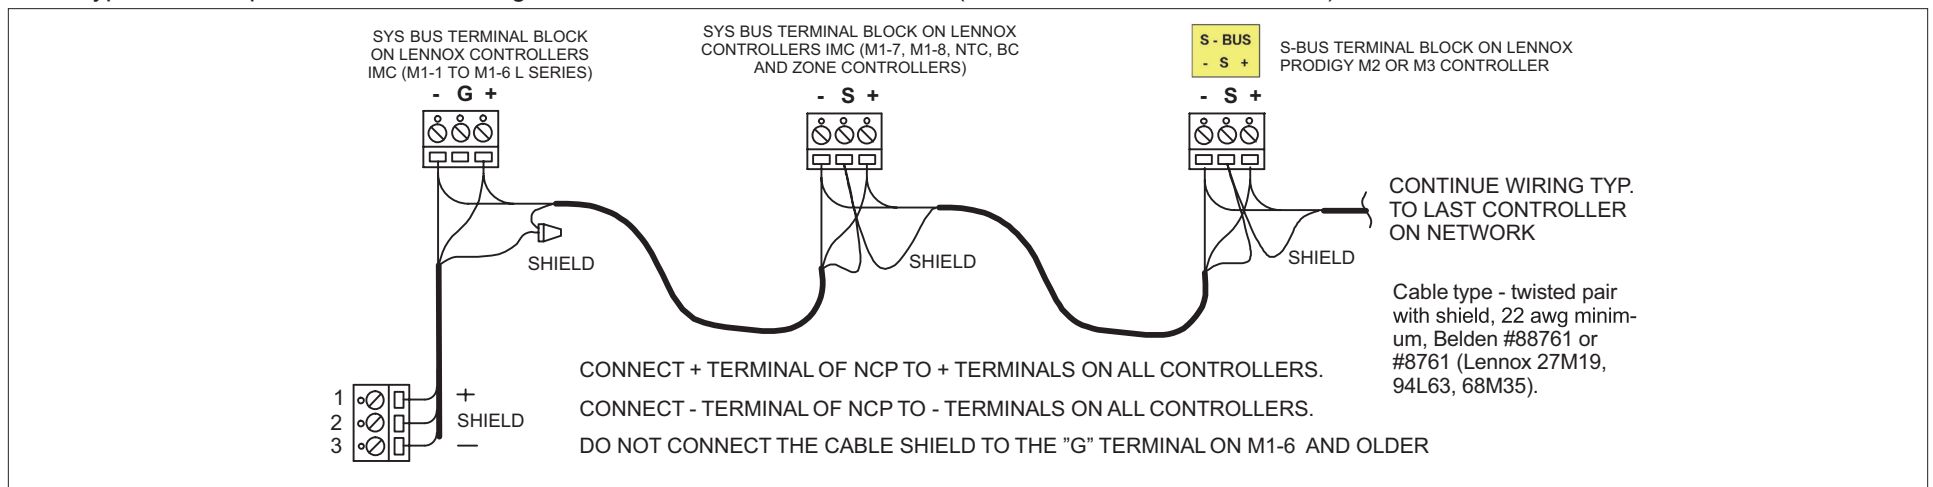 SYS BUS TERMINAL BLOCK
ON LENNOX CONTROLLERS
IMC (M1-1 TO M1-6 L SERIES)
- G +
SYS BUS TERMINAL BLOCK ON LENNOX
CONTROLLERS IMC (M1-7, M1-8, NTC, BC
AND ZONE CONTROLLERS)
- S +
S - BUS
- S +
S-BUS TERMINAL BLOCK ON LENNOX
PRODIGY M2 OR M3 CONTROLLER
- S +
SHIELD
SHIELD
SHIELD
CONTINUE WIRING TYP.
TO LAST CONTROLLER
ON NETWORK
Cable type - twisted pair
with shield, 22 awg minim-
um, Belden #88761 or
#8761 (Lennox 27M19,
94L63, 68M35).
1 +
2 SHIELD
3 —
CONNECT + TERMINAL OF NCP TO + TERMINALS ON ALL CONTROLLERS.
CONNECT - TERMINAL OF NCP TO - TERMINALS ON ALL CONTROLLERS.
DO NOT CONNECT THE CABLE SHIELD TO THE ”G” TERMINAL ON M1-6 AND OLDER